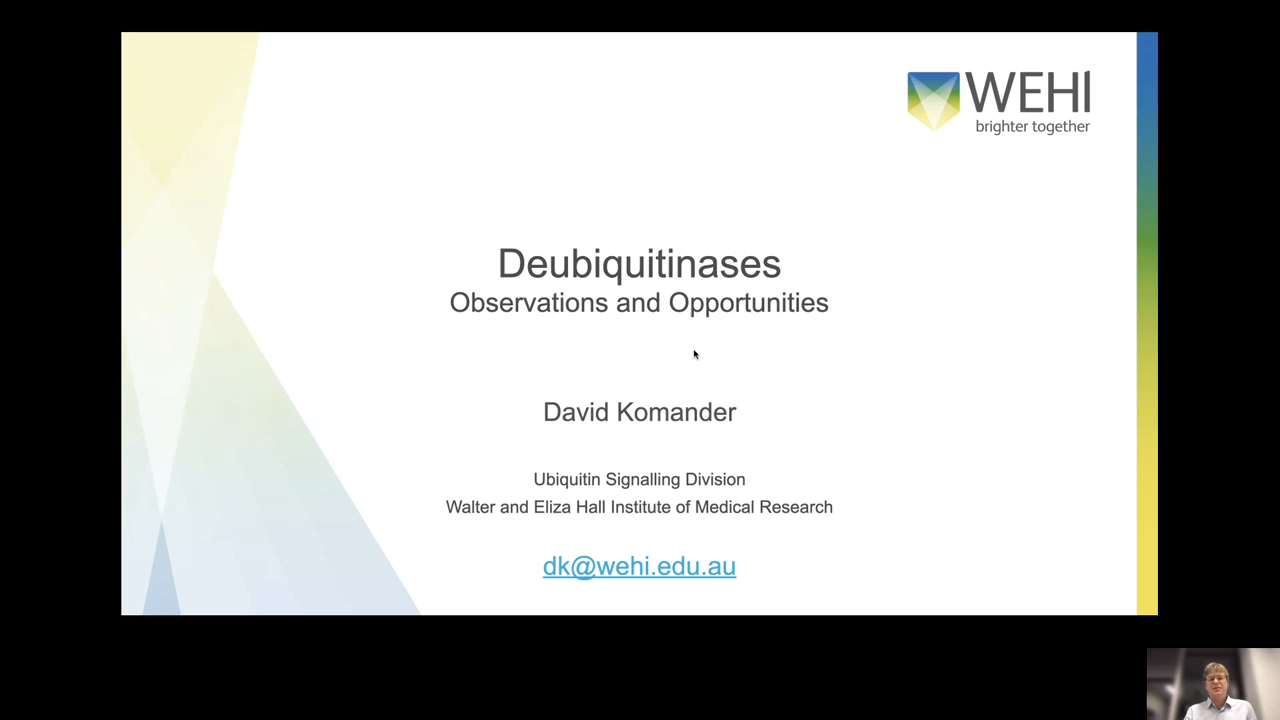 WEHI
brighter together
Deubiquitinases
Observations and Opportunities
David Komander
Ubiquitin Signalling Division
Walter and Eliza Hall Institute of Medical Research
dk@wehi.edu.au